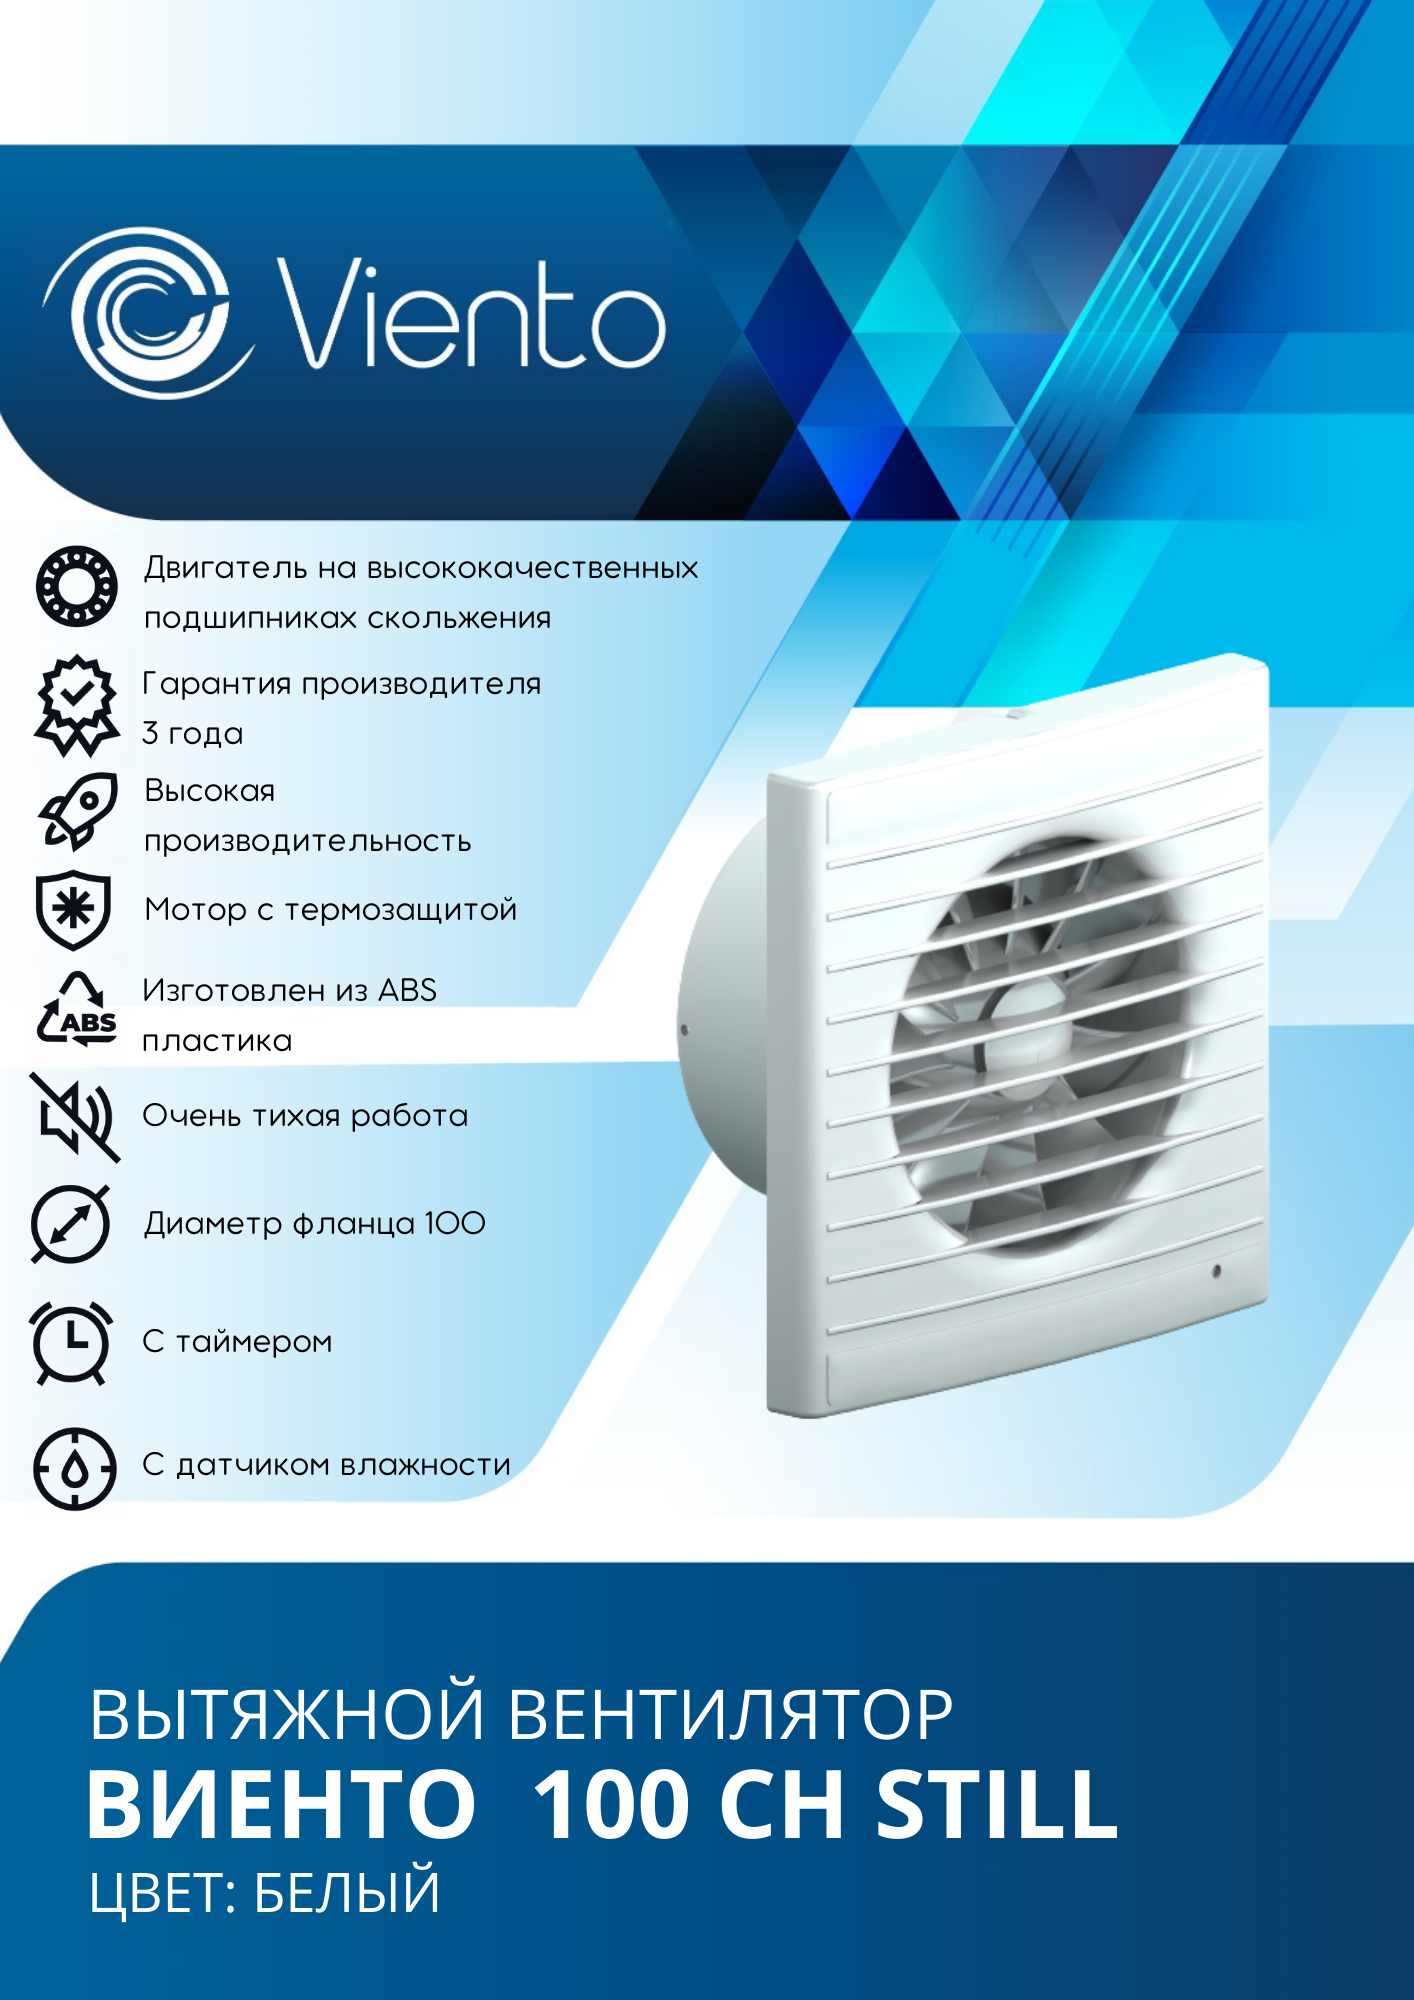 Viento
Двигатель на высококачественных
подшипниках скольжения
Гарантия производителя
3 года
Высокая
производительность
Мотор с термозащитой
Изготовлен из ABS
пластика
ABS
Очень тихая работа
Диаметр фланца 100
С таймером
С датчиком влажности
ВЫТЯЖНОЙ ВЕНТИЛЯТОР
ВИЕНТО 100 СН STILL
ЦВЕТ: БЕЛЫЙ